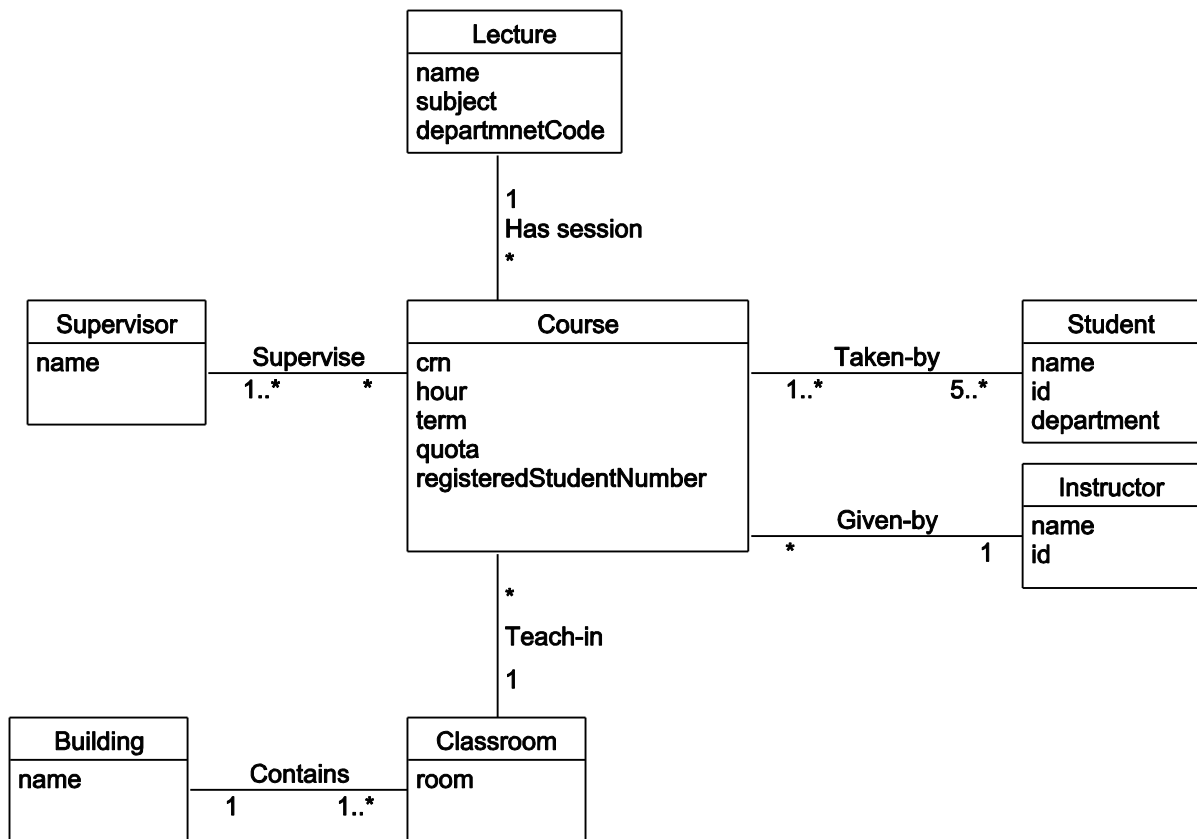 Lecture
name
subject
departmnetCode
1
Has session
*
Supervisor
name
Supervise
1..*
*
Course
crn
hour
term
quota
registeredStudentNumber
Taken-by
1..*
5..*
Student
name
id
department
Given-by
*
1
Instructor
name
id
*
Teach-in
1
Building
name
Contains
1
1..*
Classroom
room